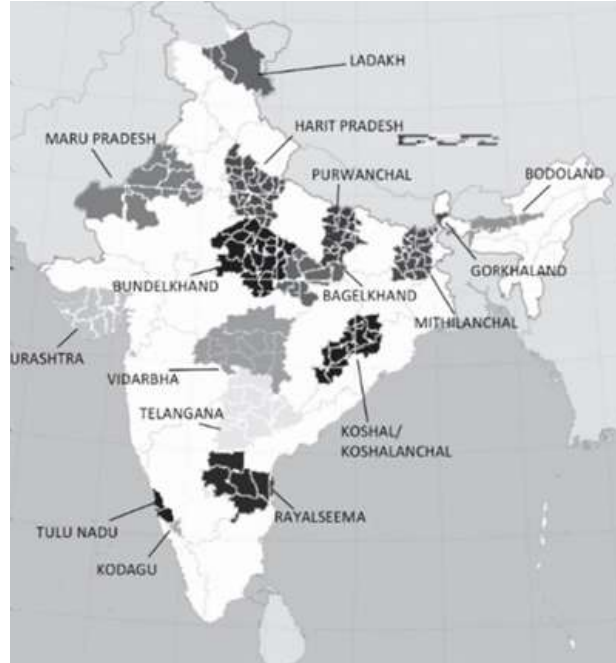 LADAKH
HARIT PRADESH
MARU PRADESH
PURWANCHAL
BODOLAND
GORKHALAND
BUNDELKHAND
BAGELKHAND
MITHILANCHAL
URASHTRA
VIDARBHA
TELANGANA
KOSHAL/
KOSHALANCHAL
RAYALSEEMA
TULU NADU
KODAGU